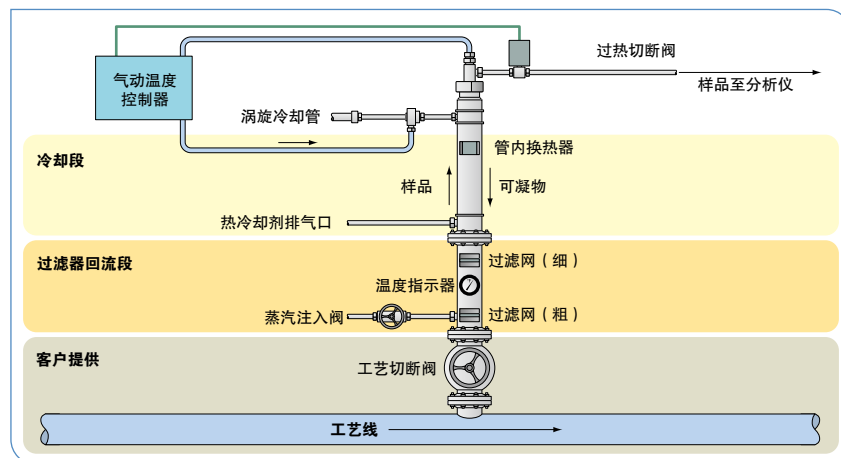 气动温度
控制器
过热切断阀
样品至分析仪
涡旋冷却管
冷却段
管内换热器
样品
可凝物
热冷却剂排气口
过滤器回流段
过滤网（细）
温度指示器
蒸汽注入阀
过滤网（粗）
客户提供
工艺切断阀
工艺线